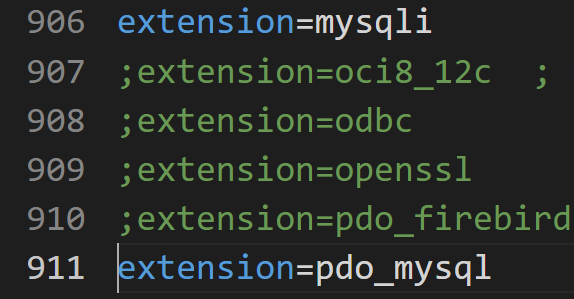 906 extension=mysqli
907 ;extension=oci8_12c  ;
908 ;extension=odbc
909 ;extension=openssl
910 ;extension=pdo_firebird
911 extension=pdo_mysql